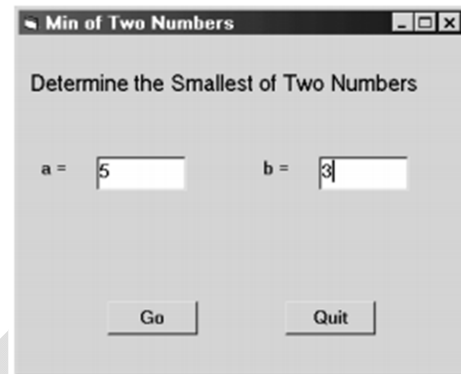 Min of Two Numbers
Determine the Smallest of Two Numbers
a = 5 b = 3
Go Quit